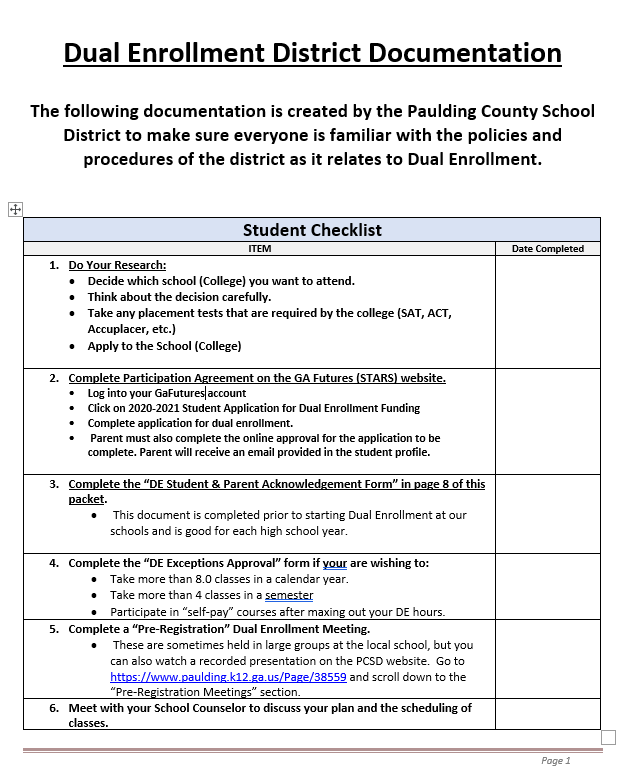 Dual Enrollment District Documentation
The following documentation is created by the Paulding County School
District to make sure everyone is familiar with the policies and
procedures of the district as it relates to Dual Enrollment.
Student Checklist
ITEM
Date Completed
1. Do Your Research:
• Decide which school (College) you want to attend.
• Think about the decision carefully.
• Take any placement tests that are required by the college (SAT, ACT,
Accuplacer, etc.)
• Apply to the School (College)
2. Complete Participation Agreement on the GA Futures (STARS) website.
• Log into your GaFutures account
• Click on 2020-2021 Student Application for Dual Enrollment Funding
• Complete application for dual enrollment.
• Parent must also complete the online approval for the application to be
complete. Parent will receive an email provided in the student profile.
3. Complete the “DE Student & Parent Acknowledgement Form” in page 8 of this
packet.
• This document is completed prior to starting Dual Enrollment at our
schools and is good for each high school year.
4. Complete the “DE Exceptions Approval” form if your are wishing to:
• Take more than 8.0 classes in a calendar year.
• Take more than 4 classes in a semester
• Participate in “self-pay” courses after maxing out your DE hours.
5. Complete a “Pre-Registration” Dual Enrollment Meeting.
• These are sometimes held in large groups at the local school, but you
can also watch a recorded presentation on the PCSD website. Go to
https://www.paulding.k12.ga.us/Page/38559 and scroll down to the
“Pre-Registration Meetings” section.
6. Meet with your School Counselor to discuss your plan and the scheduling of
classes.
Page 1